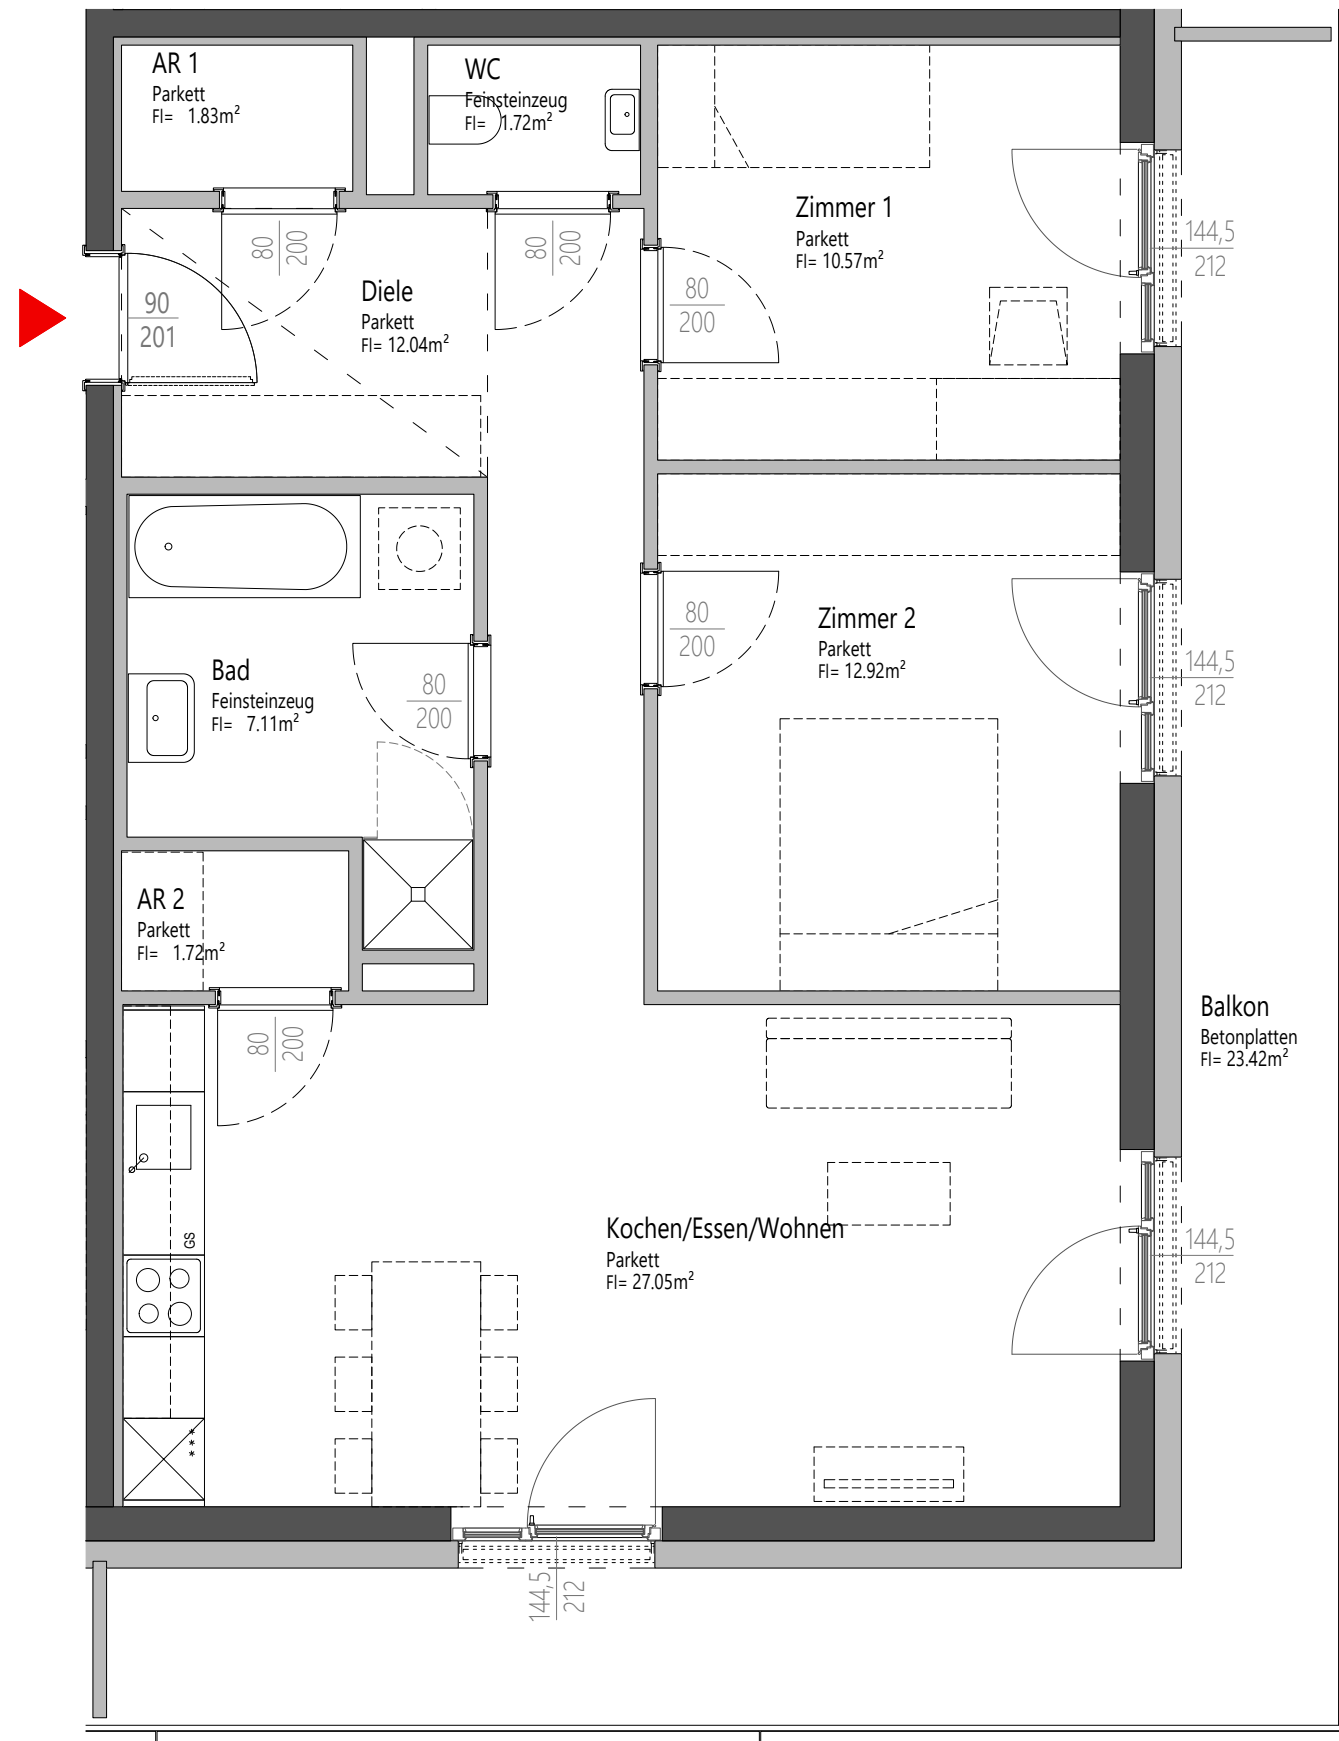 AR 1
Parkett
Fl= 1.83m²
WC
Feinsteinzeug
Fl= 1.72m²
Zimmer 1
Parkett
Fl= 10.57m²
144,5
212
80
200
80
200
Diele
Parkett
Fl= 12.04m²
90
201
80
200
80
200
Zimmer 2
Parkett
Fl= 12.92m²
144,5
212
Bad
Feinsteinzeug
Fl= 7.11m²
80
200
AR 2
Parkett
Fl= 1.72m²
80
200
Balkon
Betonplatten
Fl= 23.42m²
GS
Kochen/Essen/Wohnen
Parkett
Fl= 27.05m²
144,5
212
***
144,5
212